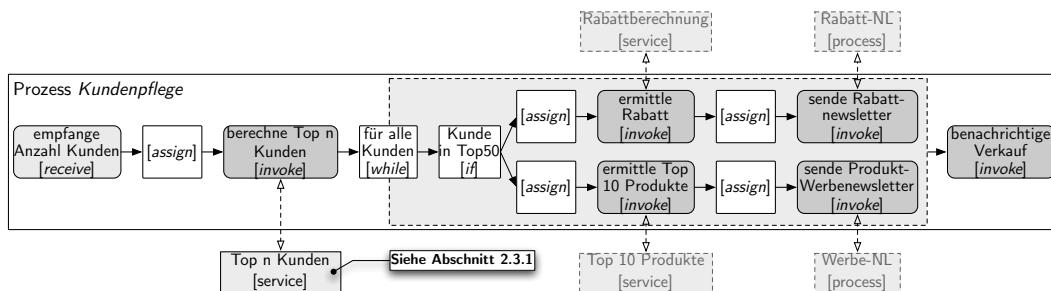 Rabattberechnung
[service]
Rabatt-NL
[process]
Prozess Kundenpflege
empfange
Anzahl Kunden
[receive]
[assign]
berechne Top n
Kunden
[invoke]
für alle
Kunden
[while]
Kunde
in Top50
[if]
[assign]
ermittle
Rabatt
[invoke]
[assign]
sende Rabatt-
newsletter
[invoke]
[assign]
ermittle Top
10 Produkte
[invoke]
[assign]
sende Produkt-
Werbenewsletter
[invoke]
benachrichtige
Verkauf
[invoke]
Top n Kunden
[service]
Siehe Abschnitt 2.3.1
Top 10 Produkte
[service]
Werbe-NL
[process]